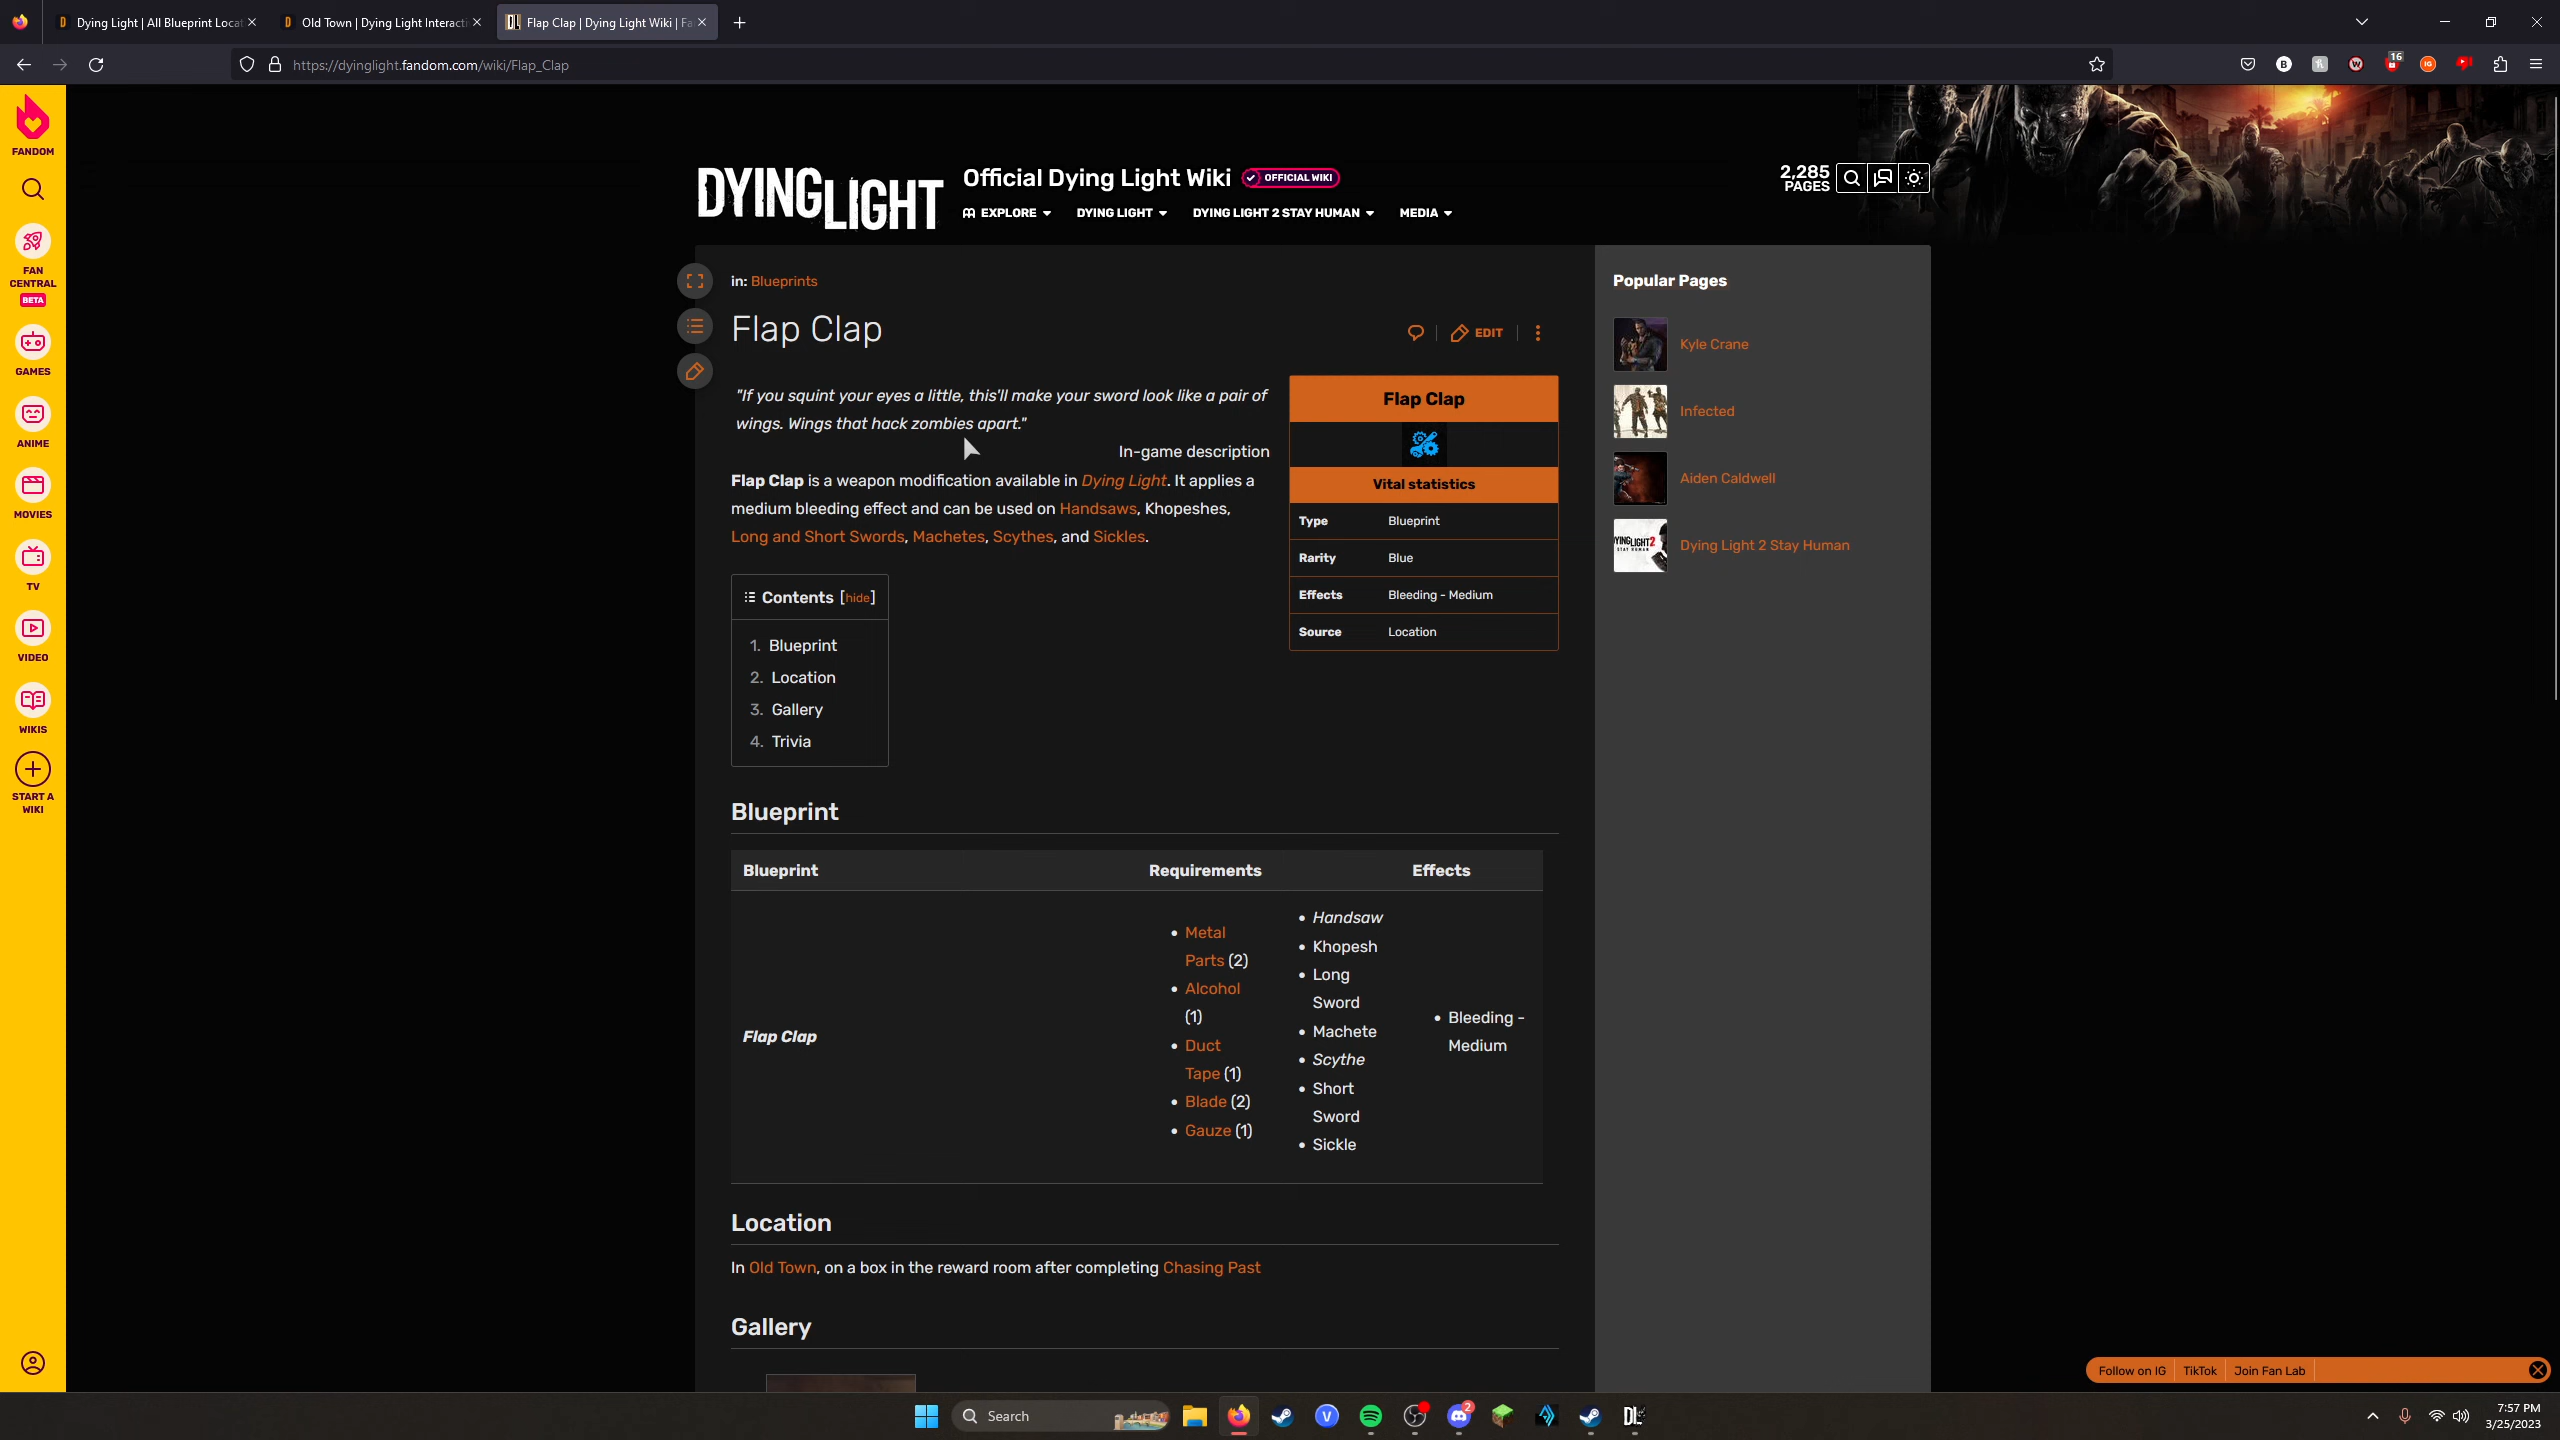 Dying Light | All Blueprint Locat
Old Town | Dying Light Interacti
Flap Clap | Dying Light Wiki | Fa
https://dyinglight.fandom.com/wiki/Flap_Clap
16
FANDOM
FAN
CENTRAL
BETA
GAMES
ANIME
MOVIES
TV
VIDEO
WIKIS
START A
WIKI
DYING LIGHT
Official Dying Light Wiki
OFFICIAL WIKI
EXPLORE
DYING LIGHT
DYING LIGHT 2 STAY HUMAN
MEDIA
2,285
PAGES
in: Blueprints
Flap Clap
EDIT
"If you squint your eyes a little, this'll make your sword look like a pair of
wings. Wings that hack zombies apart."
In-game description
Flap Clap is a weapon modification available in Dying Light. It applies a
medium bleeding effect and can be used on Handsaws, Khopeshes,
Long and Short Swords, Machetes, Scythes, and Sickles.
Flap Clap
Vital statistics
Type Blueprint
Rarity Blue
Effects Bleeding - Medium
Source Location
Contents [hide]
1. Blueprint
2. Location
3. Gallery
4. Trivia
Blueprint
Blueprint Requirements Effects
Flap Clap
• Metal
Parts (2)
• Alcohol
(1)
• Duct
Tape (1)
• Blade (2)
• Gauze (1)
• Handsaw
• Khopesh
• Long
Sword
• Machete
• Scythe
• Short
Sword
• Sickle
• Bleeding -
Medium
Location
In Old Town, on a box in the reward room after completing Chasing Past
Gallery
Popular Pages
Kyle Crane
Infected
Aiden Caldwell
Dying Light 2 Stay Human
Follow on IG
TikTok
Join Fan Lab
Search
2
7:57 PM
3/25/2023